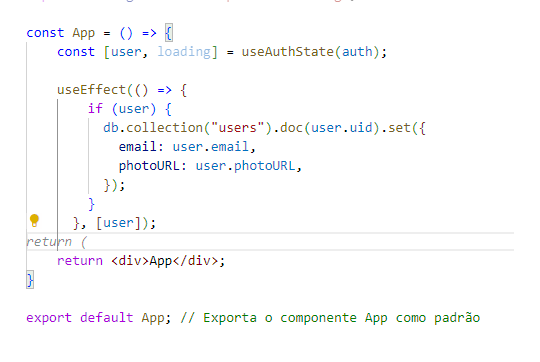 const App = () => {
    const [user, loading] = useAuthState(auth);

    useEffect(() => {
        if (user) {
          db.collection("users").doc(user.uid).set({
            email: user.email,
            photoURL: user.photoURL,
          });
        }
      }, [user]);
return (
    return <div>App</div>;
}

export default App; // Exporta o componente App como padrão